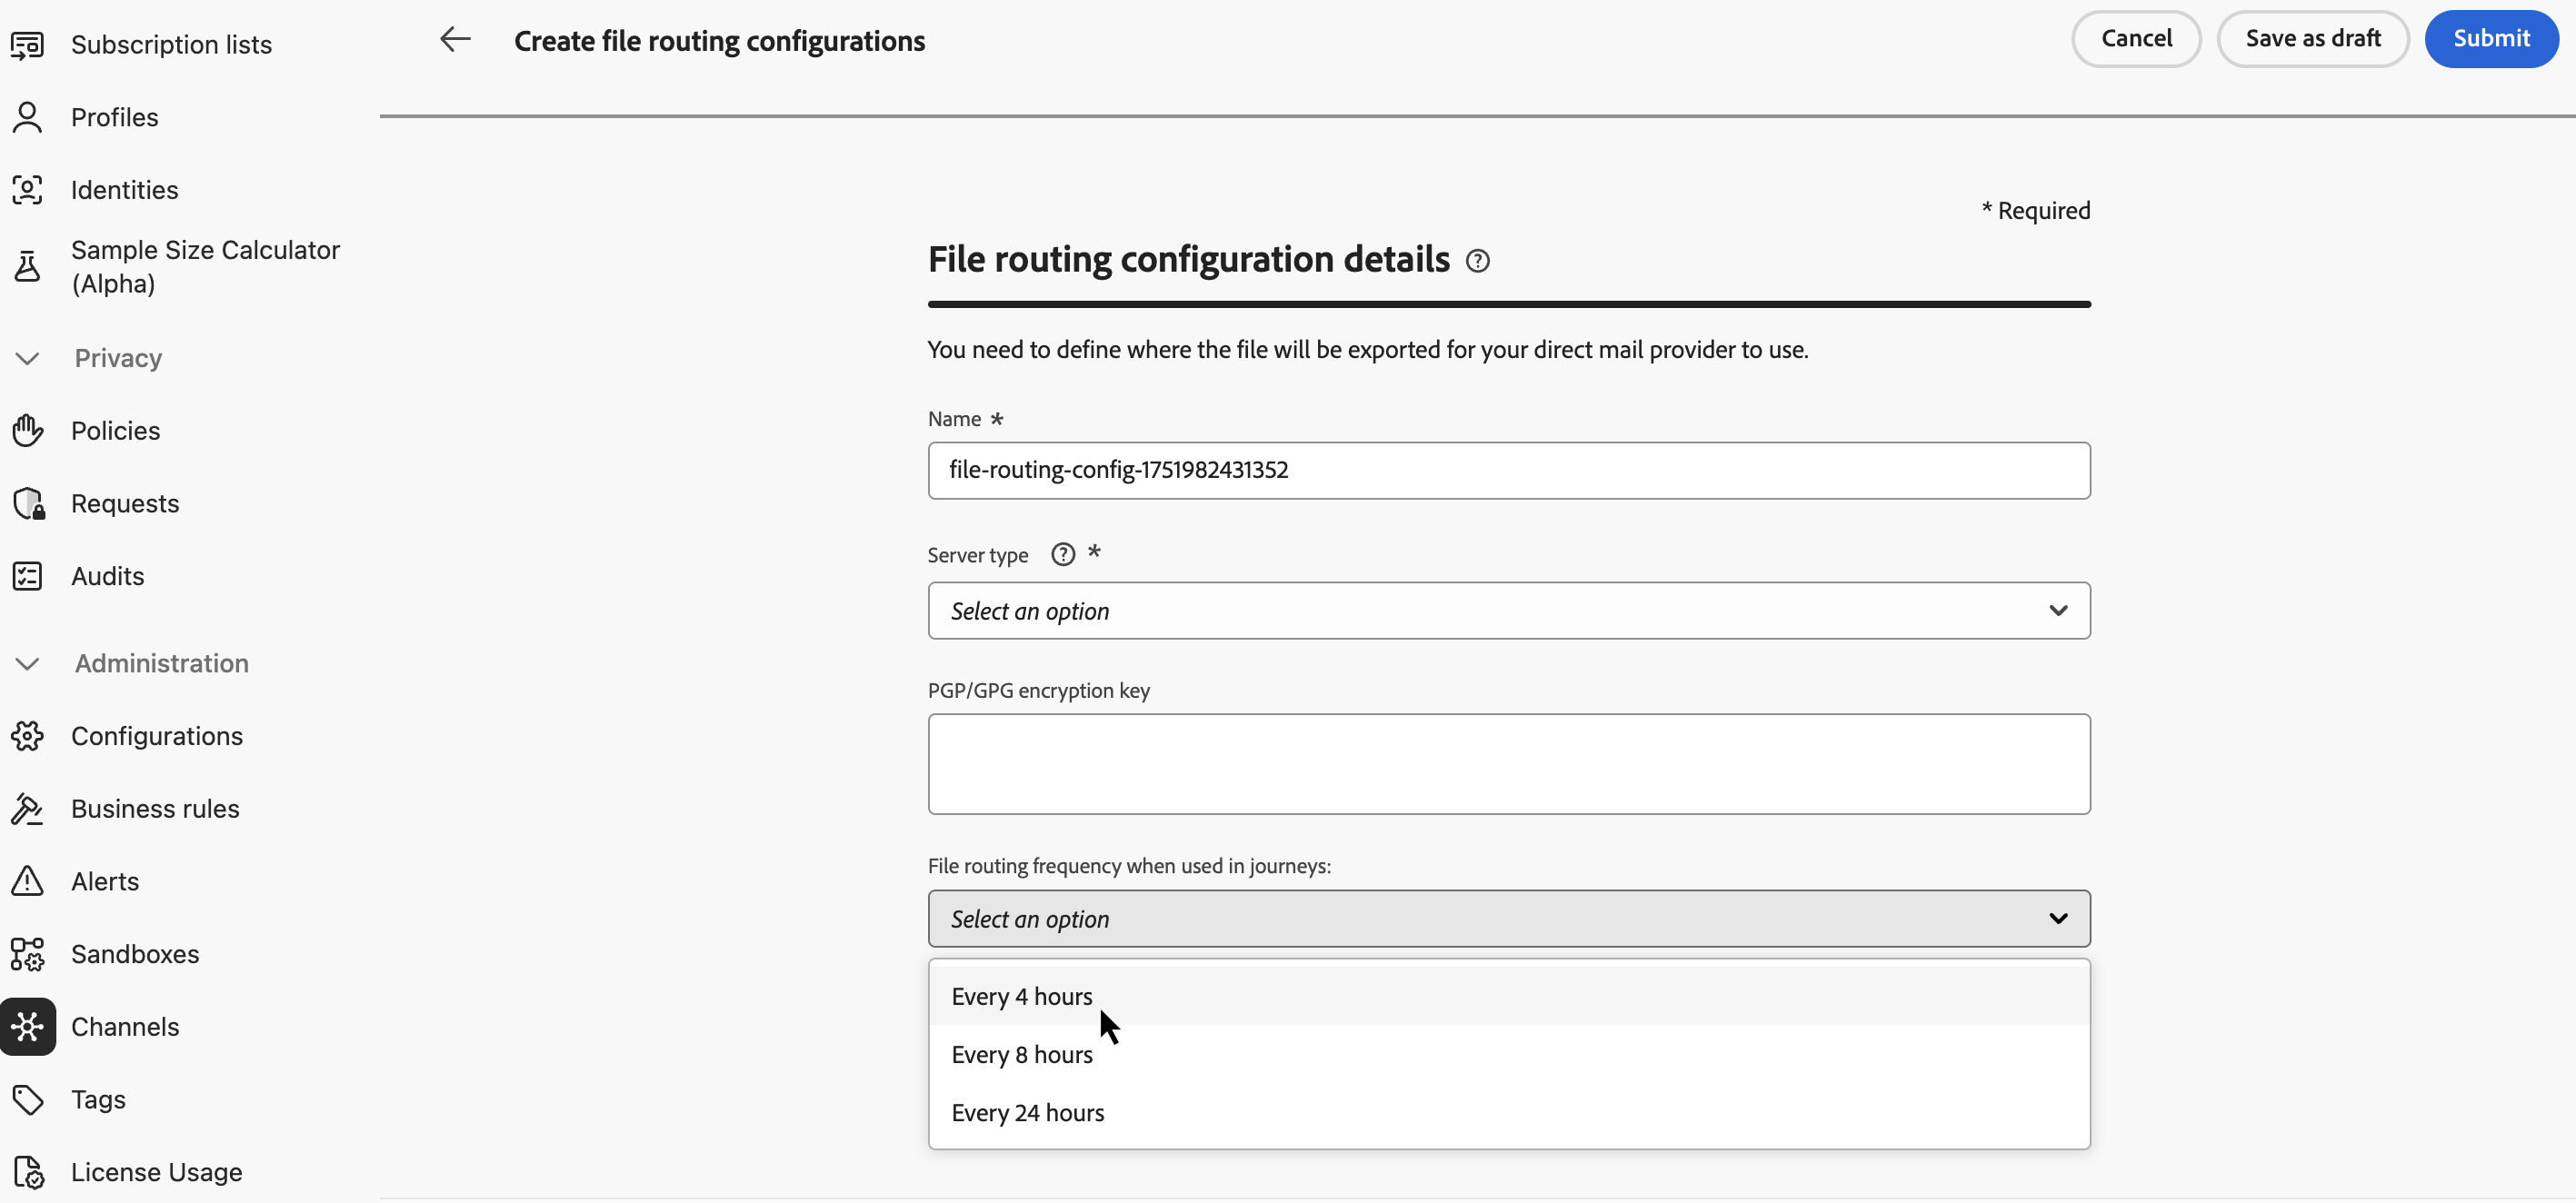 Subscription lists
Profiles
Identities
Sample Size Calculator
(Alpha)
Privacy
Policies
Requests
Audits
Administration
Configurations
Business rules
Alerts
Sandboxes
Channels
Tags
License Usage
Create file routing configurations
Cancel
Save as draft
Submit
* Required
File routing configuration details
You need to define where the file will be exported for your direct mail provider to use.
Name *
file-routing-config-1751982431352
Server type *
Select an option
PGP/GPG encryption key
File routing frequency when used in journeys:
Select an option
Every 4 hours
Every 8 hours
Every 24 hours